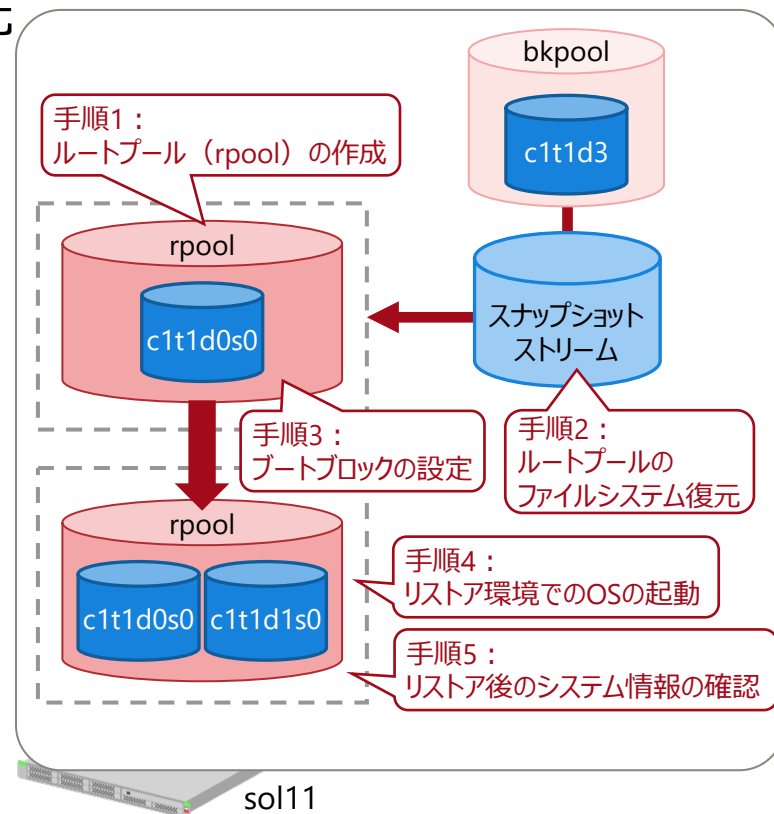 元
bkpool
c1t1d3
手順1：
ルートプール（rpool）の作成
rpool
c1t1d0s0
スナップショット
ストリーム
手順2：
ルートプールの
ファイルシステム復元
手順3：
ブートブロックの設定
rpool
c1t1d0s0
c1t1d1s0
手順4：
リストア環境でのOSの起動
手順5：
リストア後のシステム情報の確認
sol11